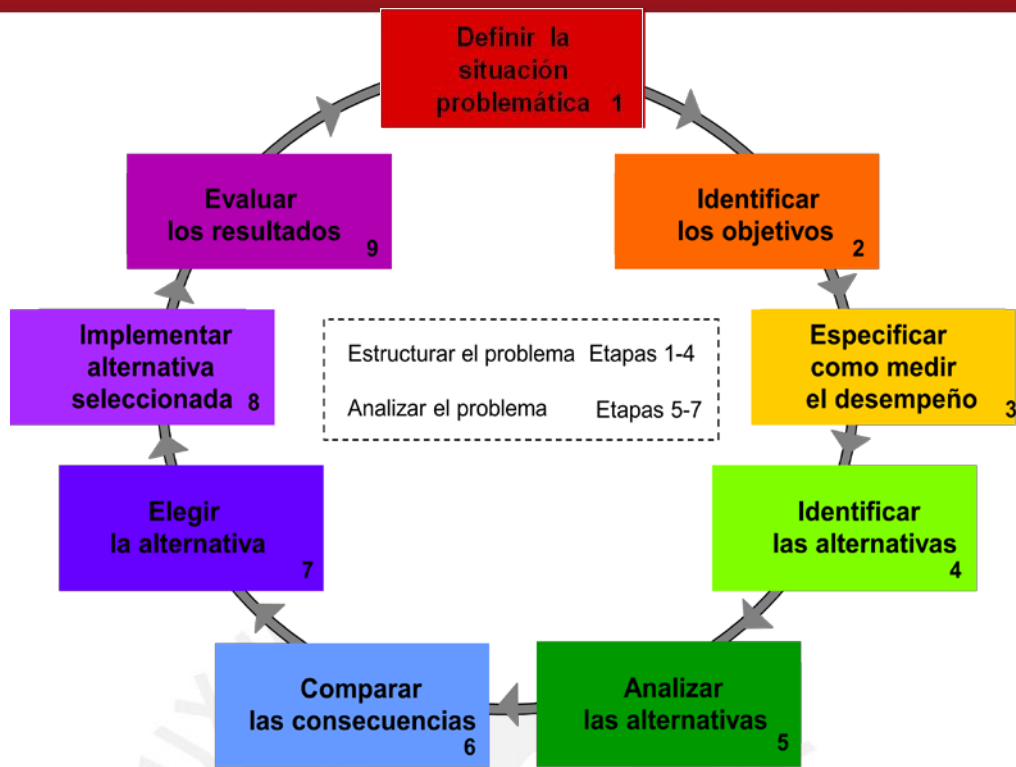 Definir la
situación
problemática 1
Identificar
los objetivos 2
Especificar
como medir
el desempeño 3
Identificar
las alternativas
4
Analizar
las alternativas
5
Comparar
las consecuencias
6
Elegir
la alternativa
7
Implementar
alternativa
seleccionada 8
Evaluar
los resultados
9
Estructurar el problema Etapas 1-4
Analizar el problema Etapas 5-7